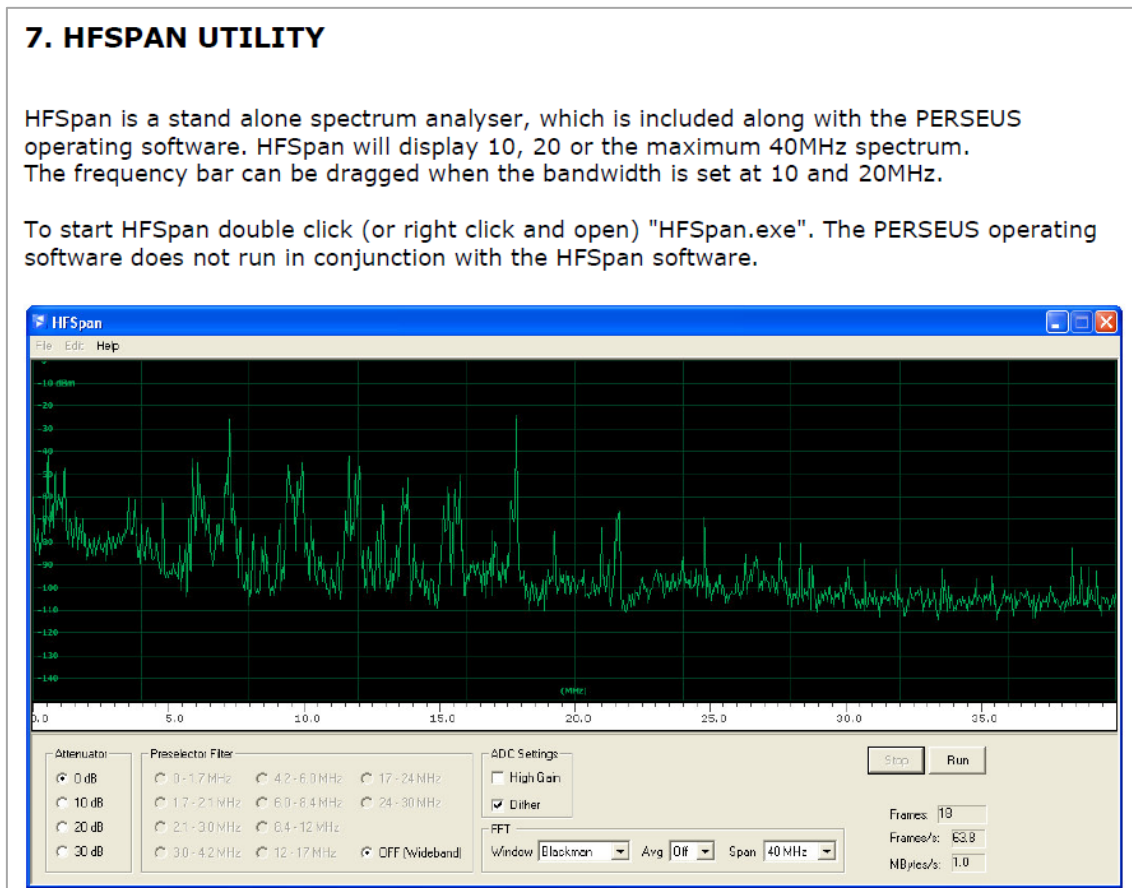 7. HFSPAN UTILITY
HFSpan is a stand alone spectrum analyser, which is included along with the PERSEUS
operating software. HFSpan will display 10, 20 or the maximum 40MHz spectrum.
The frequency bar can be dragged when the bandwidth is set at 10 and 20MHz.
To start HFSpan double click (or right click and open) "HFSpan.exe". The PERSEUS operating
software does not run in conjunction with the HFSpan software.
HFSpan
File Edit Help
0
-10 dBm
-20
-30
-40
-50
-60
-70
-80
-90
-100
-110
-120
-130
-140
(MHz)
0.0 5.0 10.0 15.0 20.0 25.0 30.0 35.0
Attenuator
0 dB
10 dB
20 dB
30 dB
Preselector Filter
0 - 1.7 MHz 4.2 - 6.0 MHz 17 - 24 MHz
1.7 - 2.1 MHz 6.0 - 8.4 MHz 24 - 30 MHz
2.1 - 3.0 MHz 8.4 - 12 MHz
3.0 - 4.2 MHz 12 - 17 MHz OFF (Wideband)
ADC Settings
High Gain
Dither
FFT
Window Blackman Avg Off Span 40 MHz
Stop Run
Frames: 18
Frames/s: 63.8
MBytes/s: 1.0